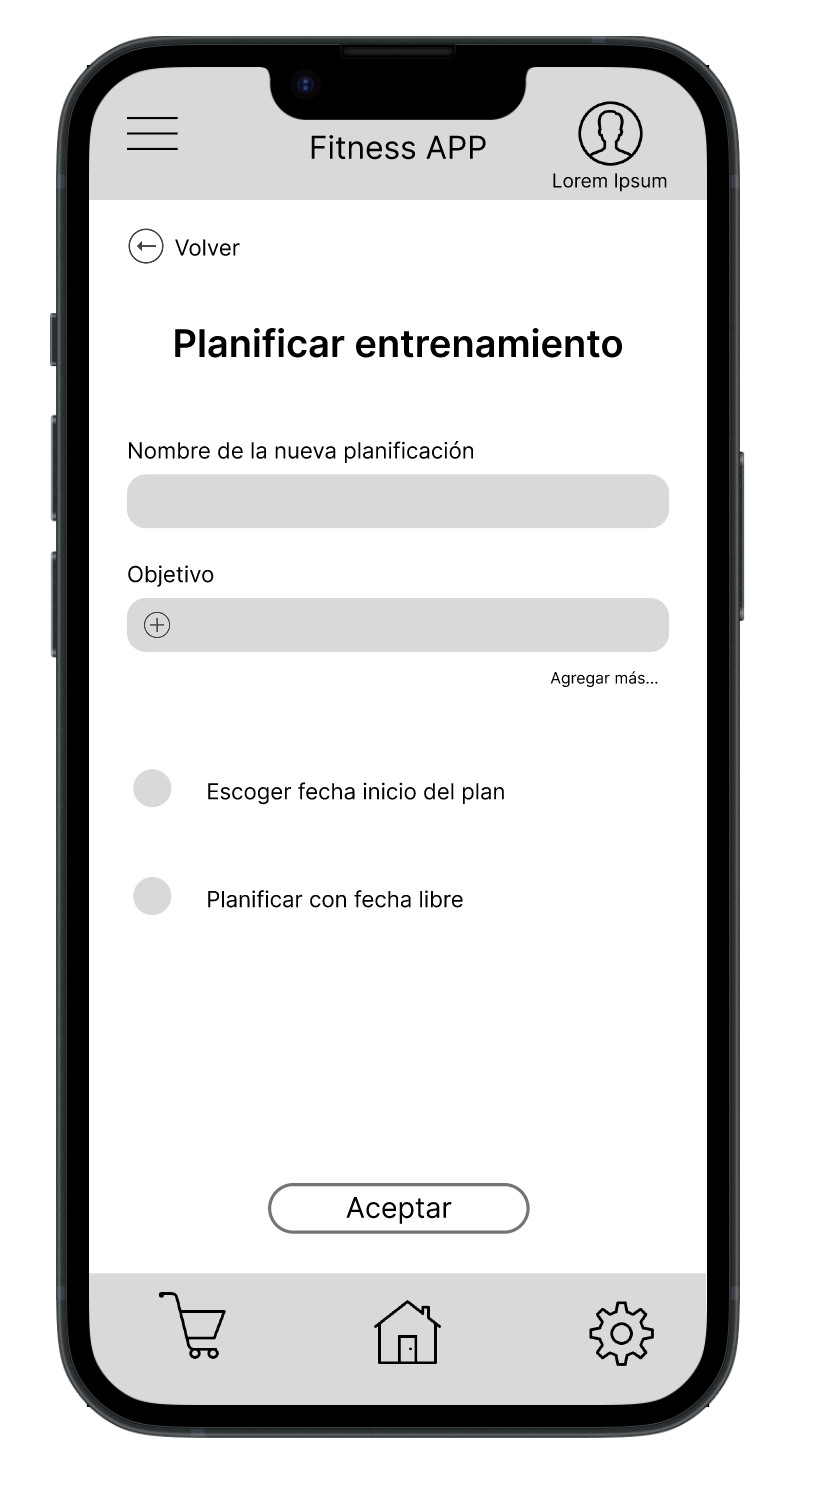 Fitness APP
Lorem Ipsum
Volver
Planificar entrenamiento
Nombre de la nueva planificación
Objetivo
Agregar más...
Escoger fecha inicio del plan
Planificar con fecha libre
Aceptar